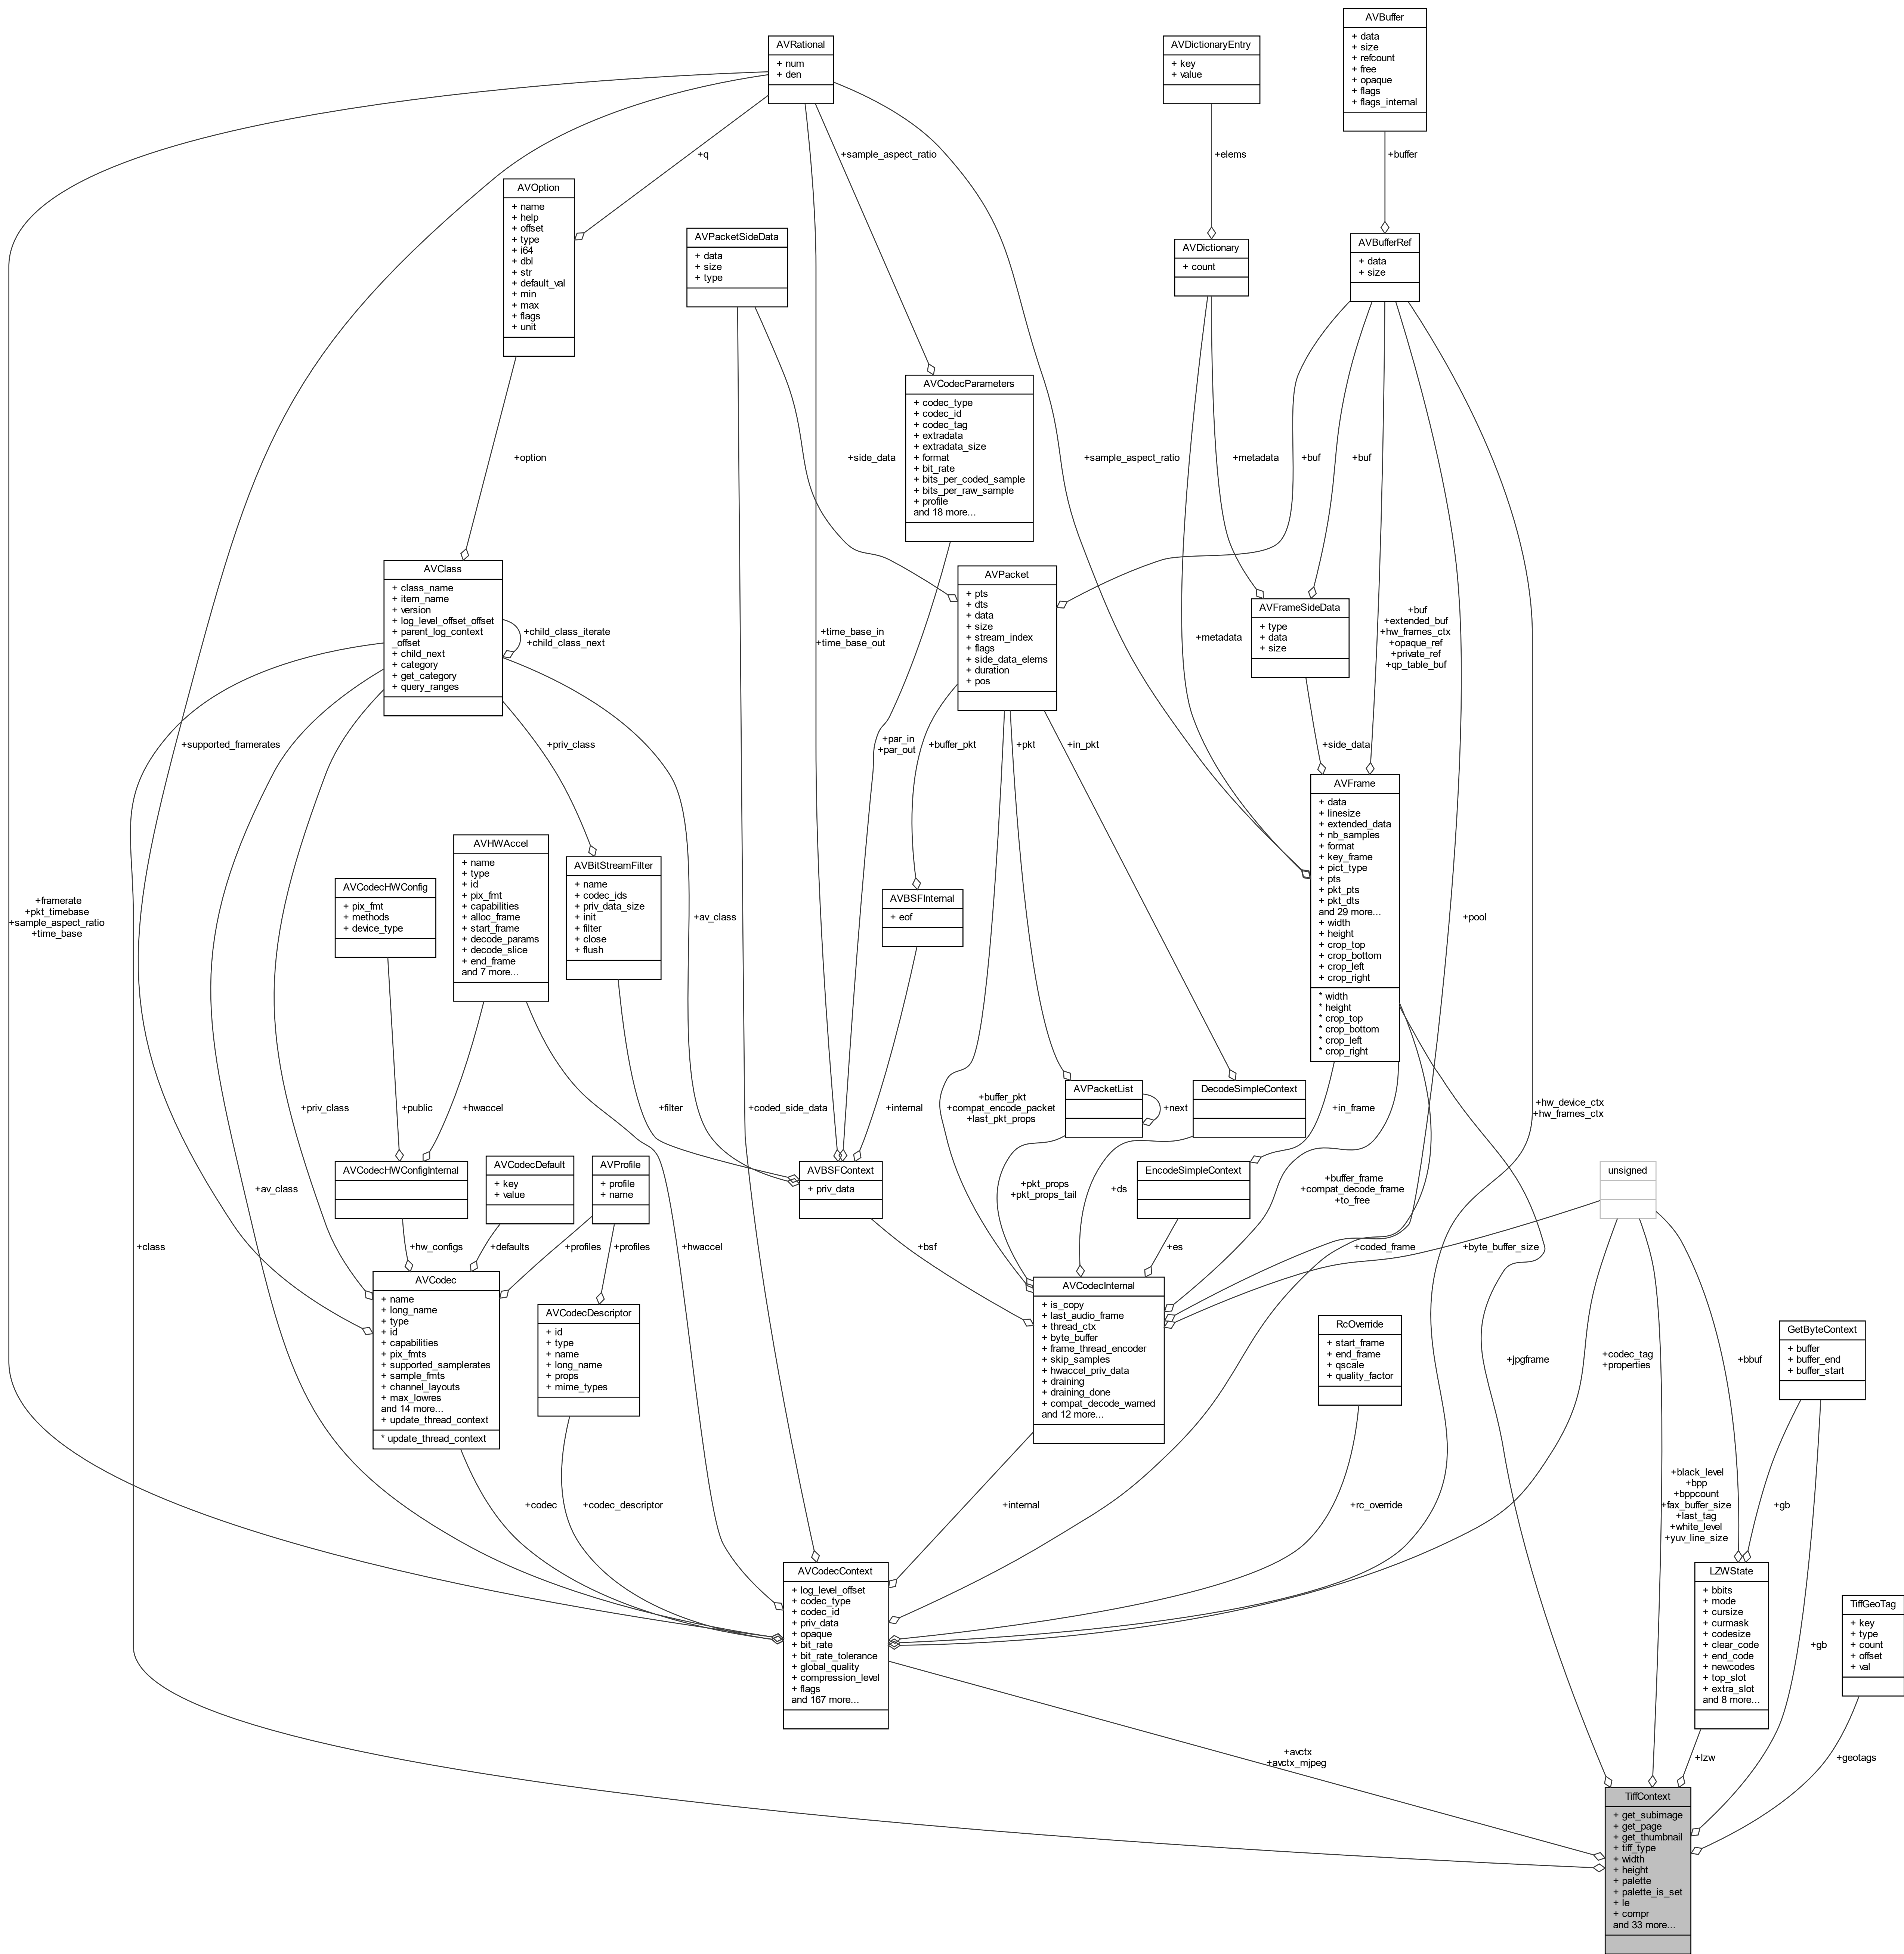 AVBuffer
+ data
+ size
+ refcount
+ free
+ opaque
+ flags
+ flags_internal
AVRational
+ num
+ den
AVDictionaryEntry
+ key
+ value
+q
+sample_aspect_ratio
+elems
+buffer
AVOption
+ name
+ help
+ offset
+ type
+ i64
+ dbl
+ str
+ default_val
+ min
+ max
+ flags
+ unit
AVPacketSideData
+ data
+ size
+ type
AVDictionary
+ count
AVBufferRef
+ data
+ size
AVCodecParameters
+ codec_type
+ codec_id
+ codec_tag
+ extradata
+ extradata_size
+ format
+ bit_rate
+ bits_per_coded_sample
+ bits_per_raw_sample
+ profile
and 18 more...
+option
+side_data
+sample_aspect_ratio
+metadata
+buf
+buf
AVClass
+ class_name
+ item_name
+ version
+ log_level_offset_offset
+ parent_log_context
_offset
+ child_next
+ category
+ get_category
+ query_ranges
+child_class_iterate
+child_class_next
+time_base_in
+time_base_out
AVPacket
+ pts
+ dts
+ data
+ size
+ stream_index
+ flags
+ side_data_elems
+ duration
+ pos
+metadata
AVFrameSideData
+ type
+ data
+ size
+buf
+extended_buf
+hw_frames_ctx
+opaque_ref
+private_ref
+qp_table_buf
+supported_framerates
+priv_class
+par_in
+par_out
+buffer_pkt
+pkt
+in_pkt
+side_data
AVFrame
+ data
+ linesize
+ extended_data
+ nb_samples
+ format
+ key_frame
+ pict_type
+ pts
+ pkt_pts
+ pkt_dts
and 29 more...
+ width
+ height
+ crop_top
+ crop_bottom
+ crop_left
+ crop_right
* width
* height
* crop_top
* crop_bottom
* crop_left
* crop_right
+framerate
+pkt_timebase
+sample_aspect_ratio
+time_base
AVCodecHWConfig
+ pix_fmt
+ methods
+ device_type
AVHWAccel
+ name
+ type
+ id
+ pix_fmt
+ capabilities
+ alloc_frame
+ start_frame
+ decode_params
+ decode_slice
+ end_frame
and 7 more...
AVBitStreamFilter
+ name
+ codec_ids
+ priv_data_size
+ init
+ filter
+ close
+ flush
+av_class
AVBSFInternal
+ eof
+pool
+priv_class
+public
+hwaccel
+filter
+coded_side_data
+internal
+buffer_pkt
+compat_encode_packet
+last_pkt_props
AVPacketList
+next
DecodeSimpleContext
+in_frame
+hw_device_ctx
+hw_frames_ctx
+av_class
AVCodecHWConfigInternal
AVCodecDefault
+ key
+ value
AVProfile
+ profile
+ name
AVBSFContext
+ priv_data
+pkt_props
+pkt_props_tail
+ds
EncodeSimpleContext
+buffer_frame
+compat_decode_frame
+to_free
unsigned
+class
+hw_configs
+defaults
+profiles
+profiles
+hwaccel
+bsf
+es
+coded_frame
+byte_buffer_size
AVCodec
+ name
+ long_name
+ type
+ id
+ capabilities
+ pix_fmts
+ supported_samplerates
+ sample_fmts
+ channel_layouts
+ max_lowres
and 14 more...
+ update_thread_context
* update_thread_context
AVCodecDescriptor
+ id
+ type
+ name
+ long_name
+ props
+ mime_types
AVCodecInternal
+ is_copy
+ last_audio_frame
+ thread_ctx
+ byte_buffer
+ frame_thread_encoder
+ skip_samples
+ hwaccel_priv_data
+ draining
+ draining_done
+ compat_decode_warned
and 12 more...
RcOverride
+ start_frame
+ end_frame
+ qscale
+ quality_factor
+jpgframe
+codec_tag
+properties
+bbuf
GetByteContext
+ buffer
+ buffer_end
+ buffer_start
+codec
+codec_descriptor
+internal
+rc_override
+black_level
+bpp
+bppcount
+fax_buffer_size
+last_tag
+white_level
+yuv_line_size
+gb
AVCodecContext
+ log_level_offset
+ codec_type
+ codec_id
+ priv_data
+ opaque
+ bit_rate
+ bit_rate_tolerance
+ global_quality
+ compression_level
+ flags
and 167 more...
LZWState
+ bbits
+ mode
+ cursize
+ curmask
+ codesize
+ clear_code
+ end_code
+ newcodes
+ top_slot
+ extra_slot
and 8 more...
+gb
TiffGeoTag
+ key
+ type
+ count
+ offset
+ val
+avctx
+avctx_mjpeg
+lzw
+geotags
TiffContext
+ get_subimage
+ get_page
+ get_thumbnail
+ tiff_type
+ width
+ height
+ palette
+ palette_is_set
+ le
+ compr
and 33 more...